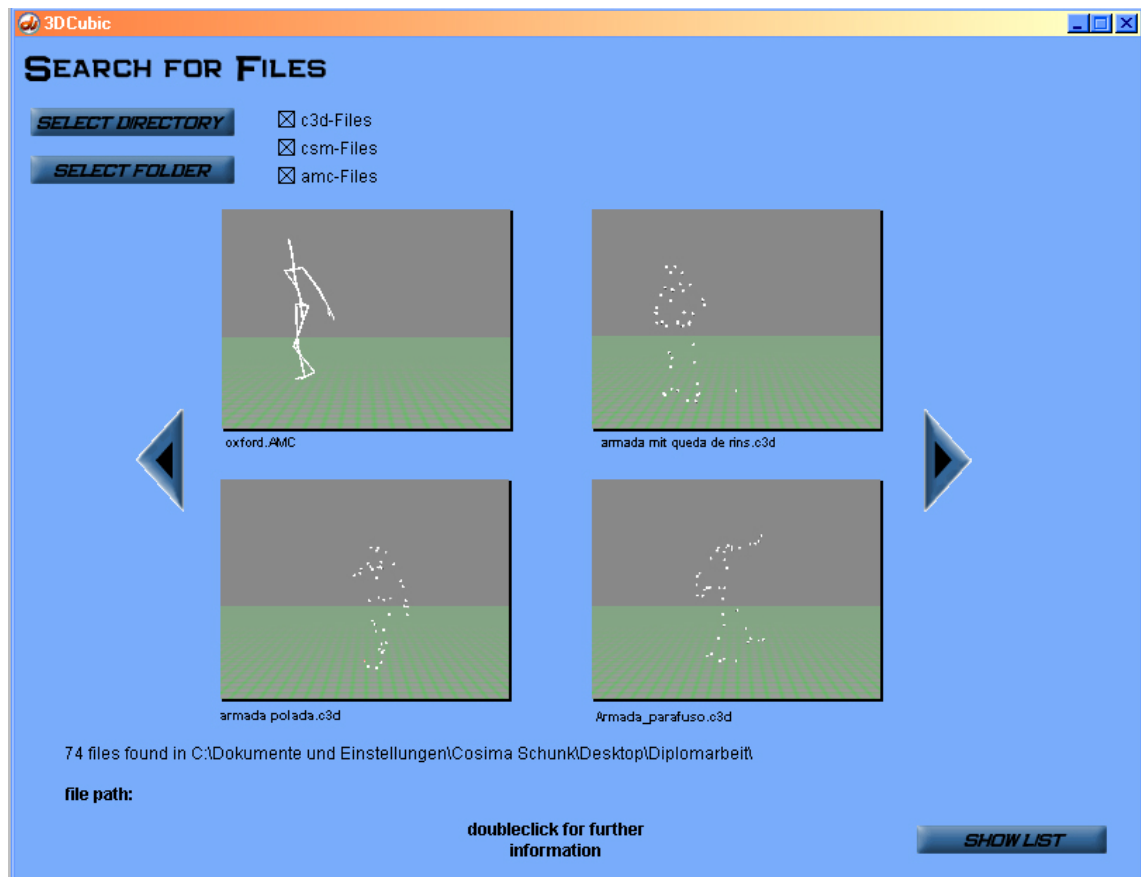 3DCubic
SEARCH FOR FILES
SELECT DIRECTORY
SELECT FOLDER
c3d-Files
csm-Files
amc-Files
oxford.AMC
armada mit queda de rins.c3d
armada polada.c3d
Armada_parafuso.c3d
74 files found in C:\Dokumente und Einstellungen\Cosima Schunk\Desktop\Diplomarbeit\
file path:
doubleclick for further
information
SHOW LIST